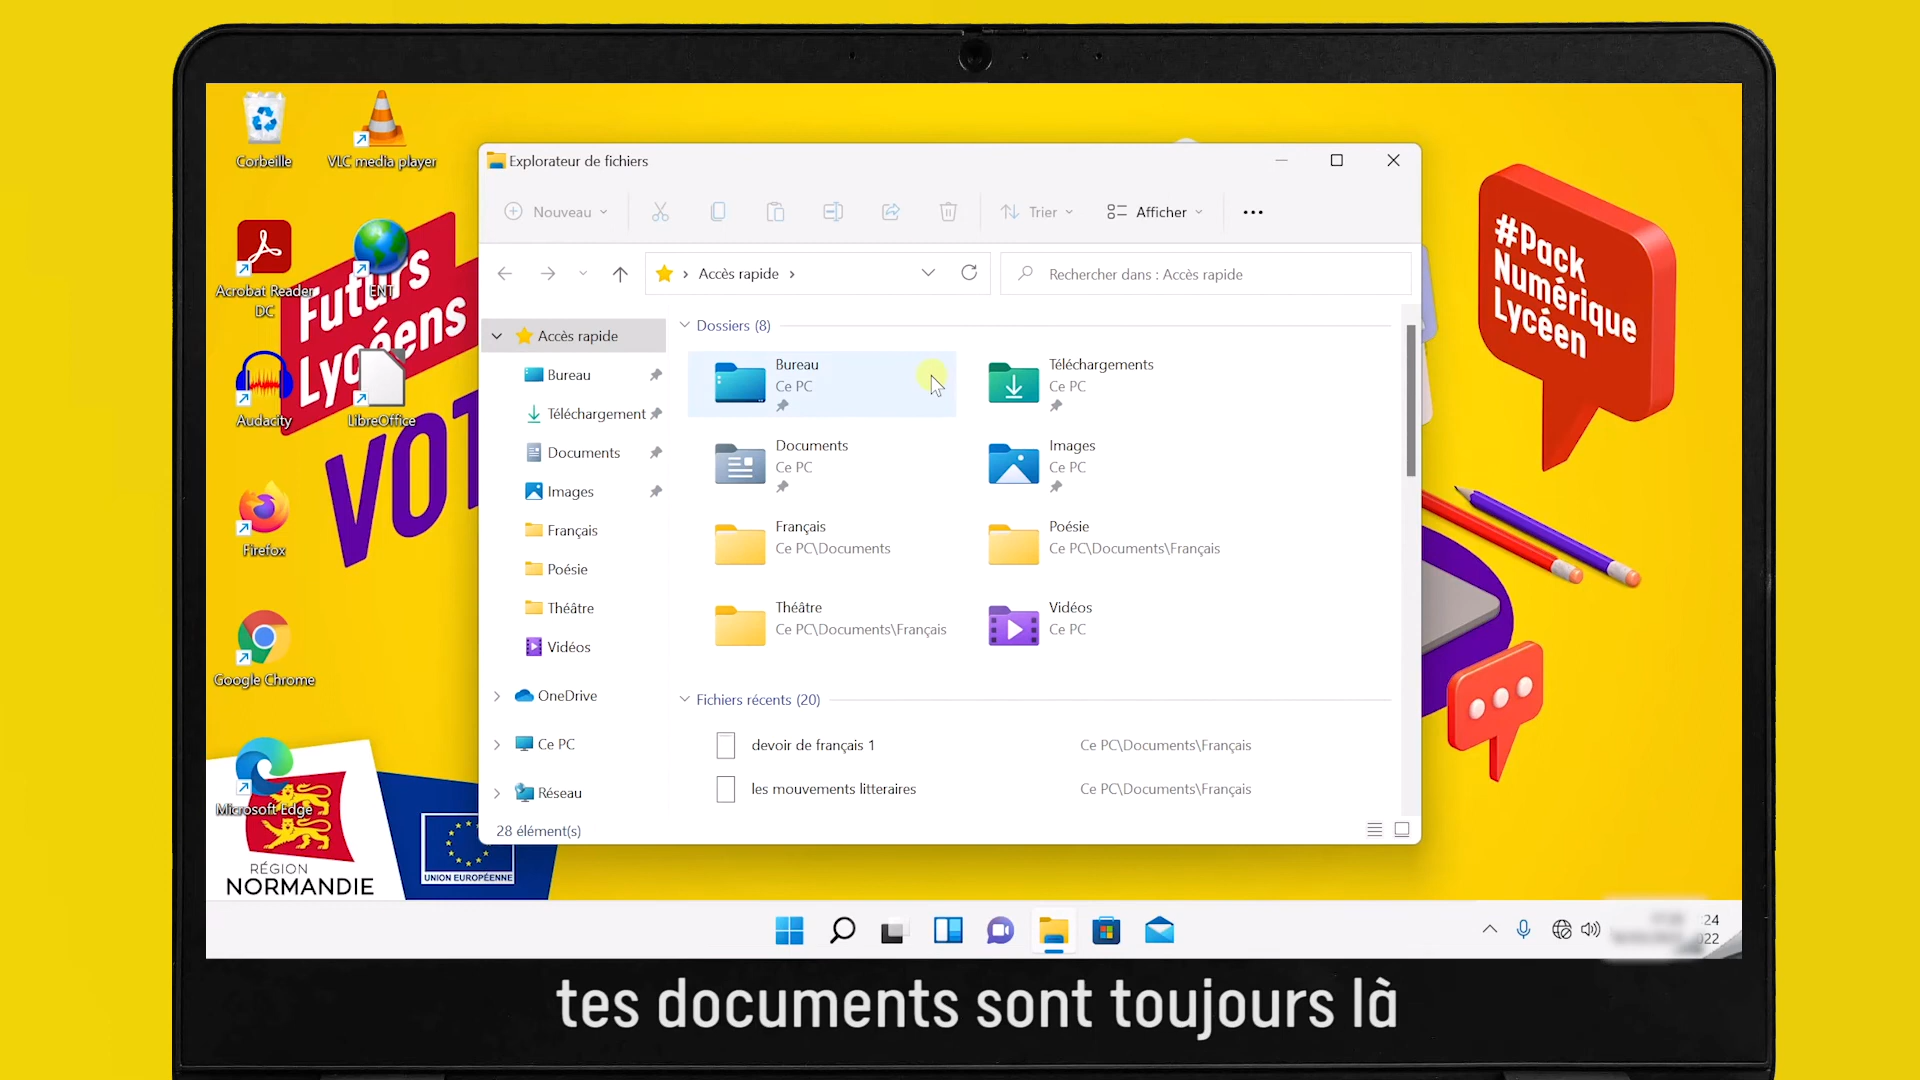 Corbeille
VLC media player
Acrobat Reader
DC
ENT
Audacity
LibreOffice
Firefox
Google Chrome
Microsoft Edge
Futurs
Lycéens
VOT
RÉGION
NORMANDIE
UNION EUROPÉENNE
Explorateur de fichiers
Nouveau
Trier
Afficher
Accès rapide
Rechercher dans : Accès rapide
Accès rapide
Bureau
Téléchargement
Documents
Images
Français
Poésie
Théâtre
Vidéos
OneDrive
Ce PC
Réseau
Dossiers (8)
Bureau
Ce PC
Téléchargements
Ce PC
Documents
Ce PC
Images
Ce PC
Français
Ce PC\Documents
Poésie
Ce PC\Documents\Français
Théâtre
Ce PC\Documents\Français
Vidéos
Ce PC
Fichiers récents (20)
devoir de français 1 Ce PC\Documents\Français
les mouvements litteraires Ce PC\Documents\Français
28 élément(s)
#Pack
Numérique
Lycéen
:24
022
tes documents sont toujours là